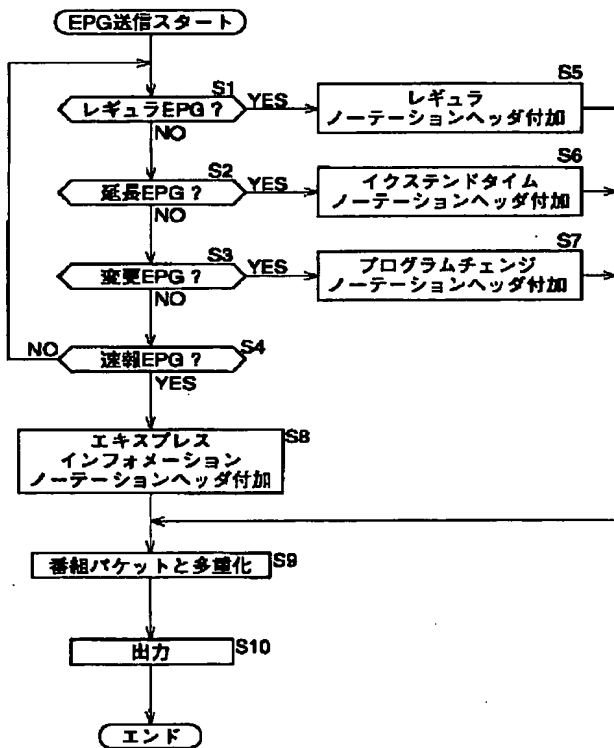 EPG送信スタート
S1
レギュラEPG?
YES
NO
S5
レギュラ
ノーテーションヘッダ付加
S2
延長EPG?
YES
NO
S6
イクステンドタイム
ノーテーションヘッダ付加
S3
変更EPG?
YES
NO
S7
プログラムチェンジ
ノーテーションヘッダ付加
NO
S4
速報EPG?
YES
S8
エキスプレス
インフォメーション
ノーテーションヘッダ付加
番組パケットと多重化
S9
出力
S10
エンド